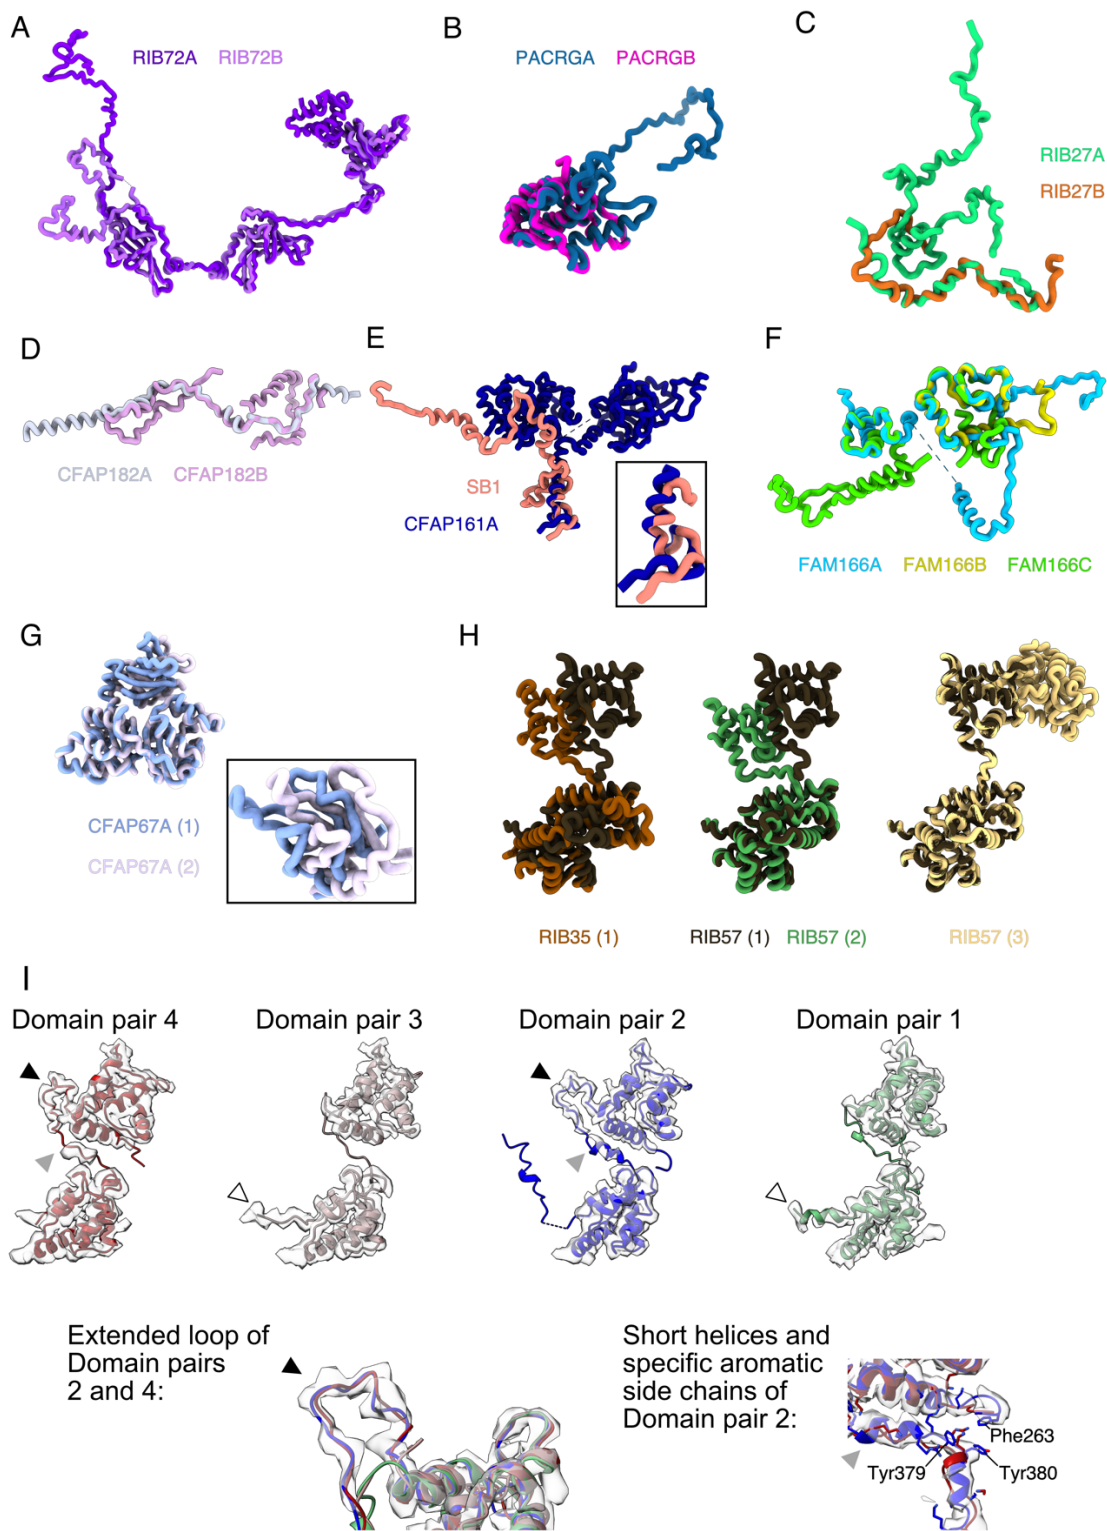 A
RIB72A RIB72B
B
PACRGA PACRGB
C
RIB27A
RIB27B
D
CFAP182A CFAP182B
E
SB1
CFAP161A
F
FAM166A FAM166B FAM166C
G
CFAP67A (1)
CFAP67A (2)
H
RIB35 (1) RIB57 (1) RIB57 (2) RIB57 (3)
I
Domain pair 4 Domain pair 3 Domain pair 2 Domain pair 1
Extended loop of
Domain pairs
2 and 4:
Short helices and
specific aromatic
side chains of
Domain pair 2:
Phe263
Tyr379 Tyr380